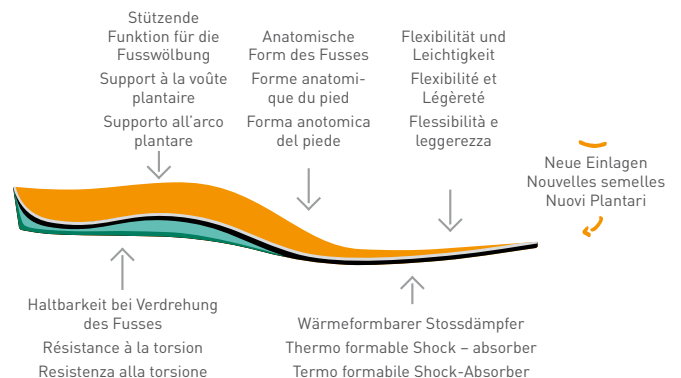 Stützende
Funktion für die
Fusswölbung
Support à la voûte
plantaire
Supporto all'arco
plantare
Anatomische
Form des Fusses
Forme anatomi-
que du pied
Forma anotomica
del piede
Flexibilität und
Leichtigkeit
Flexibilité et
Légèreté
Flessibilità e
leggerezza
Neue Einlagen
Nouvelles semelles
Nuovi Plantari
Haltbarkeit bei Verdrehung
des Fusses
Résistance à la torsion
Resistenza alla torsione
Wärmeformbarer Stossdämpfer
Thermo formable Shock – absorber
Termo formabile Shock-Absorber